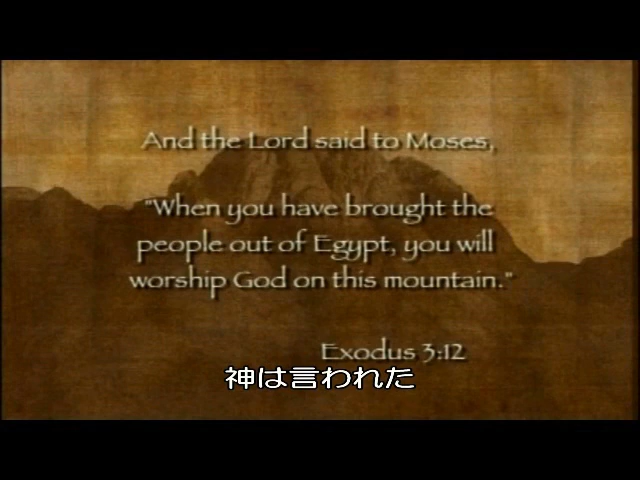 And the Lord said to Moses,
"When you have brought the
people out of Egypt, you will
worship God on this mountain."
Exodus 3:12
神は言われた